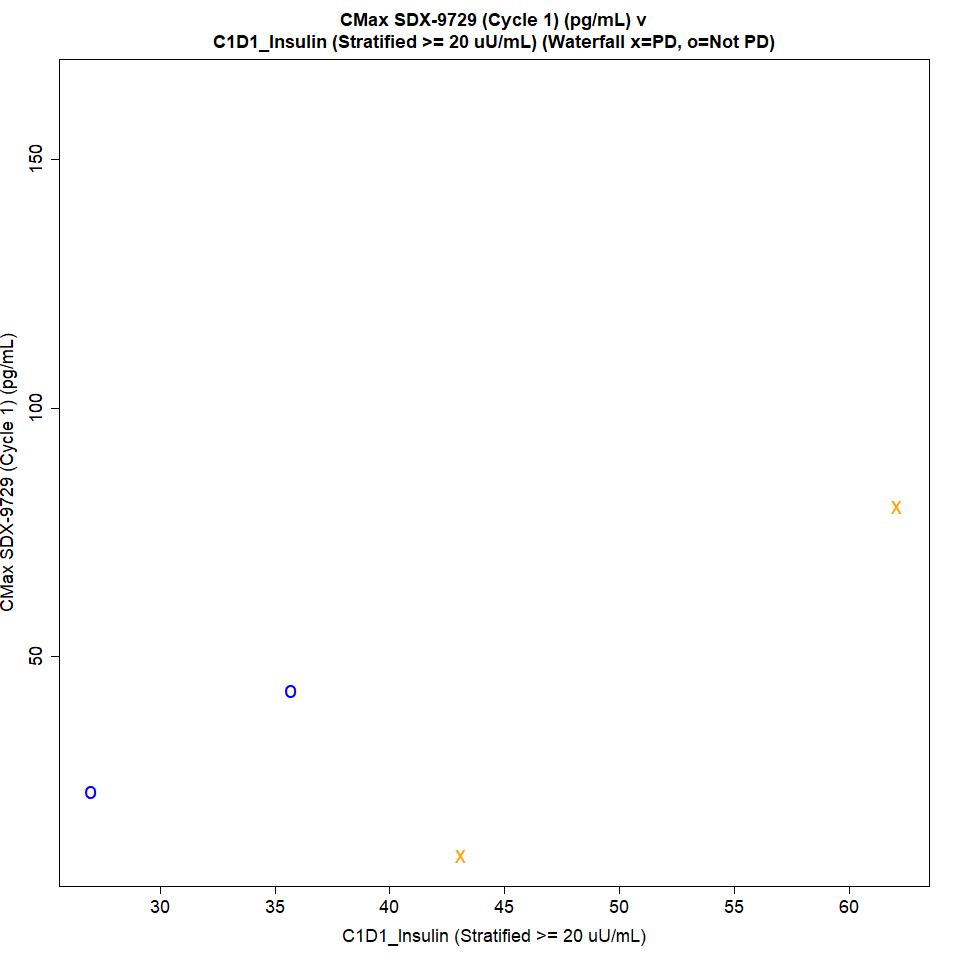 CMax SDX-9729 (Cycle 1) (pg/mL) v
C1D1_Insulin (Stratified >= 20 uU/mL) (Waterfall x=PD, o=Not PD)
CMax SDX-9729 (Cycle 1) (pg/mL)
150
100
50
X
O
O
X
30 35 40 45 50 55 60
C1D1_Insulin (Stratified >= 20 uU/mL)